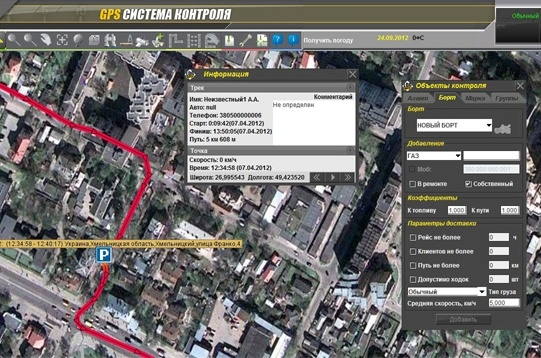 GPS СИСТЕМА КОНТРОЛЯ
Обычный
Получить погоду
24.09.2012
0+C
Информация
Трек
Комментарий
Имя: Неизвестный1 А.А.
Не определен
Авто: null
Телефон: 380500000006
Старт: 0:09:42(07.04.2012)
Финиш: 13:50:05(07.04.2012)
Путь: 5 км 608 м
Точка
Скорость: 0 км/ч
Время: 12:34:58 (07.04.2012)
Широта: 26,995543 Долгота: 49,423520
(12:34:58 - 12:40:17) Украина,Хмельницкая область,Хмельницкий,улица Франко,4,
P
Объекты контроля
Борт
Марка
Группы
Борт
НОВЫЙ БОРТ
Добавление
ГАЗ
Моб:
В ремонте
Собственный
Коэффициенты
К топливу 1,000 К пути 1,000
Параметры доставки
Рейс не более 0 ч
Клиентов не более 0
Путь не более 0 км
Допустимо ходок 0 шт
Обычный Тип груза
Средняя скорость, км/ч 5,000
Добавить